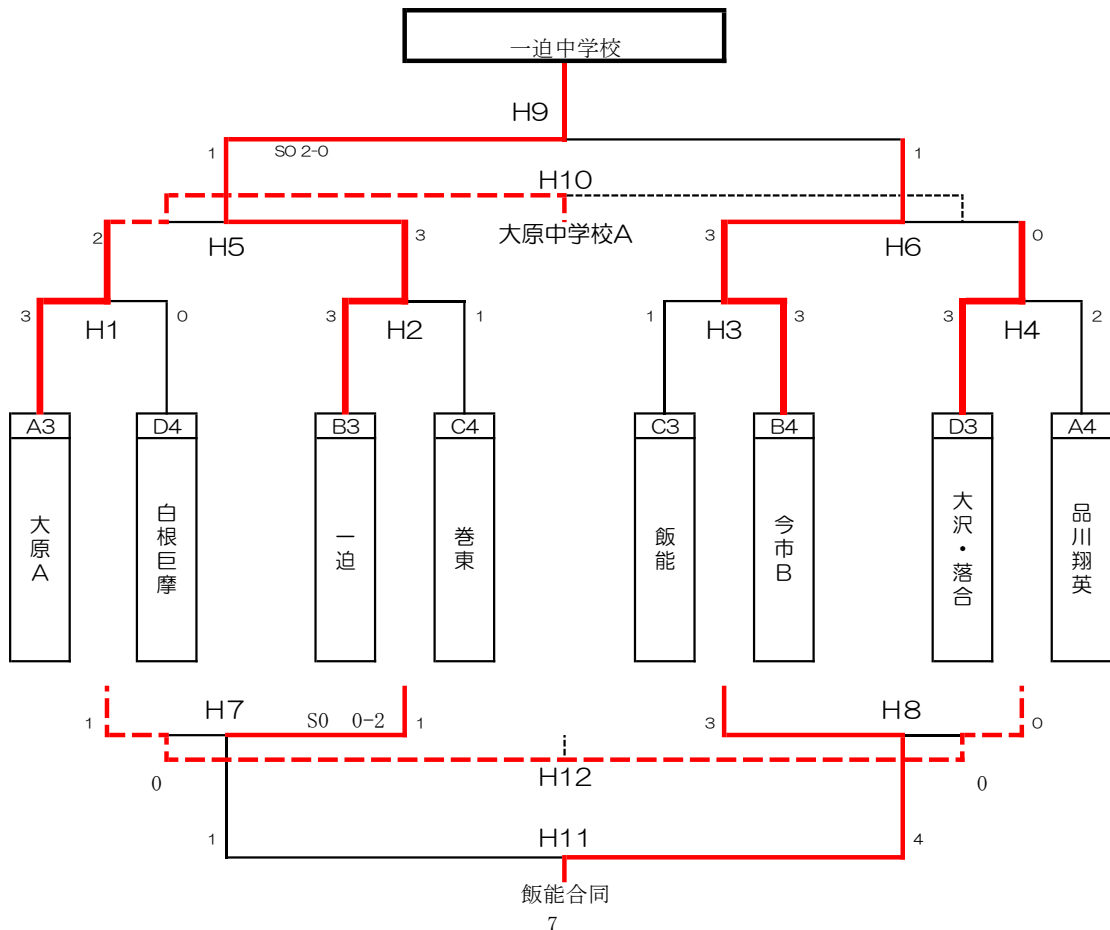 一迫中学校
H9
1
SO 2-0
1
H10
大原中学校A
2
H5
3
3
H6
0
3
H1
0
3
H2
1
1
H3
3
3
H4
2
A3
D4
B3
C4
C3
B4
D3
A4
大原A
白根巨摩
一迫
巻東
飯能
今市B
大沢・落合
品川翔英
1
H7
S0 0-2
1
3
H8
0
0
H12
0
1
H11
4
飯能合同
7